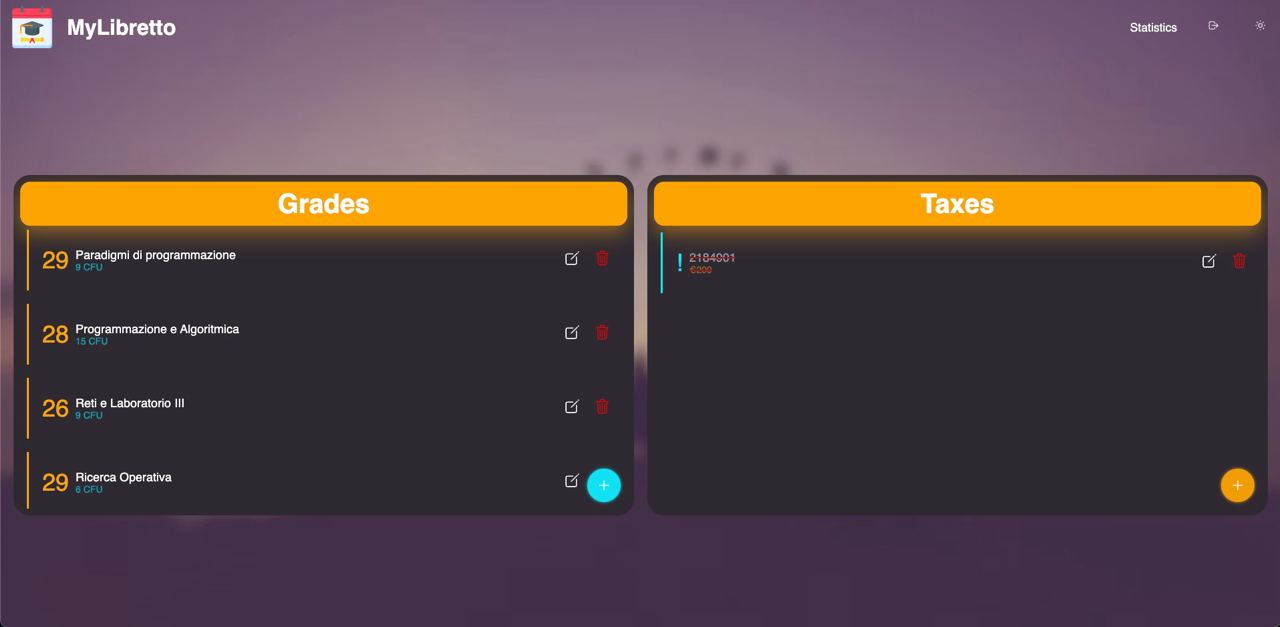 MyLibretto
Statistics
Grades
29 Paradigmi di programmazione
9 CFU
28 Programmazione e Algoritmica
15 CFU
26 Reti e Laboratorio III
9 CFU
29 Ricerca Operativa
6 CFU
+
Taxes
! 2184001
€200
+